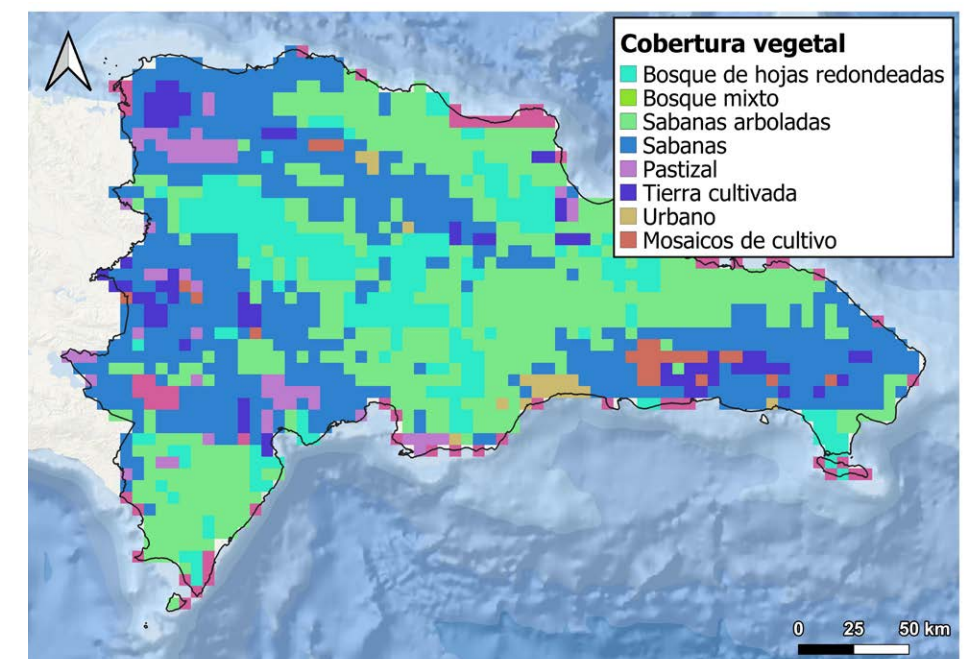 Cobertura vegetal
Bosque de hojas redondeadas
Bosque mixto
Sabanas arboladas
Sabanas
Pastizal
Tierra cultivada
Urbano
Mosaicos de cultivo
0 25 50 km